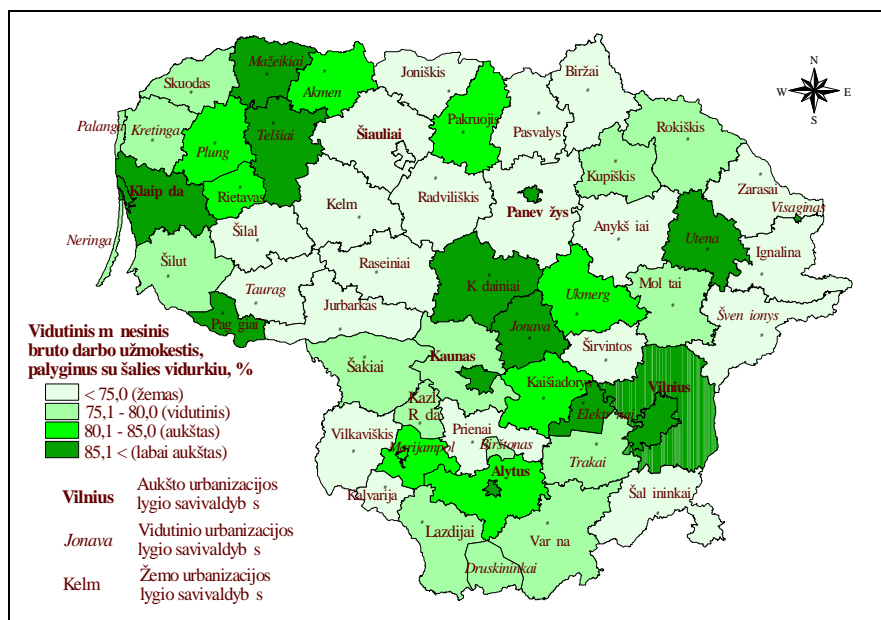 Mažeikiai
Skuodas
Akmen
Joniškis
Biržai
N
W E
S
Palanga
Kretinga
Plung
Telšiai
Šiauliai
Pakruojis
Pasvalys
Rokiškis
Klaip da
Rietavas
Kelm
Radviliškis
Panev žys
Kupiškis
Zarasai
Visaginas
Neringa
Šilal
Anykš iai
Utena
Ignalina
Šilut
Taurag
Raseiniai
K dainiai
Ukmerg
Mol tai
Šven ionys
Pag giai
Jurbarkas
Jonava
Širvintos
Vidutinis m nesinis
bruto darbo užmokestis,
palyginus su šalies vidurkiu, %
< 75,0 (žemas)
75,1 - 80,0 (vidutinis)
80,1 - 85,0 (aukštas)
85,1 < (labai aukštas)
Šakiai
Kaunas
Kaišiadorys
Vilnius
Kazl
R da
Elektr nai
Vilkaviškis
Prienai
Marijampol
Birštonas
Trakai
Kalvarija
Alytus
Šal ininkai
Lazdijai
Var na
Druskininkai
Vilnius Aukšto urbanizacijos
lygio savivaldyb s
Jonava Vidutinio urbanizacijos
lygio savivaldyb s
Kelm Žemo urbanizacijos
lygio savivaldyb s